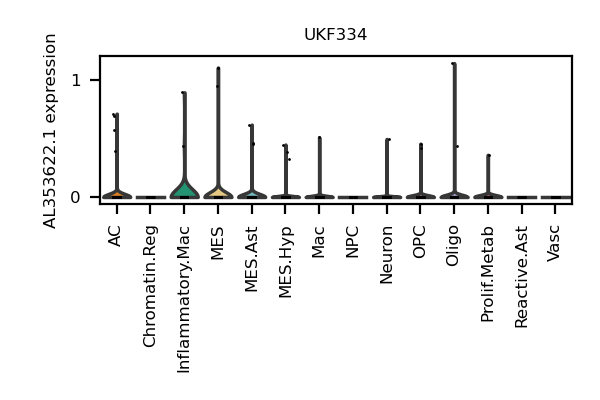 UKF334
AL353622.1 expression
1
0
AC
Chromatin.Reg
Inflammatory.Mac
MES
MES.Ast
MES.Hyp
Mac
NPC
Neuron
OPC
Oligo
Prolif.Metab
Reactive.Ast
Vasc